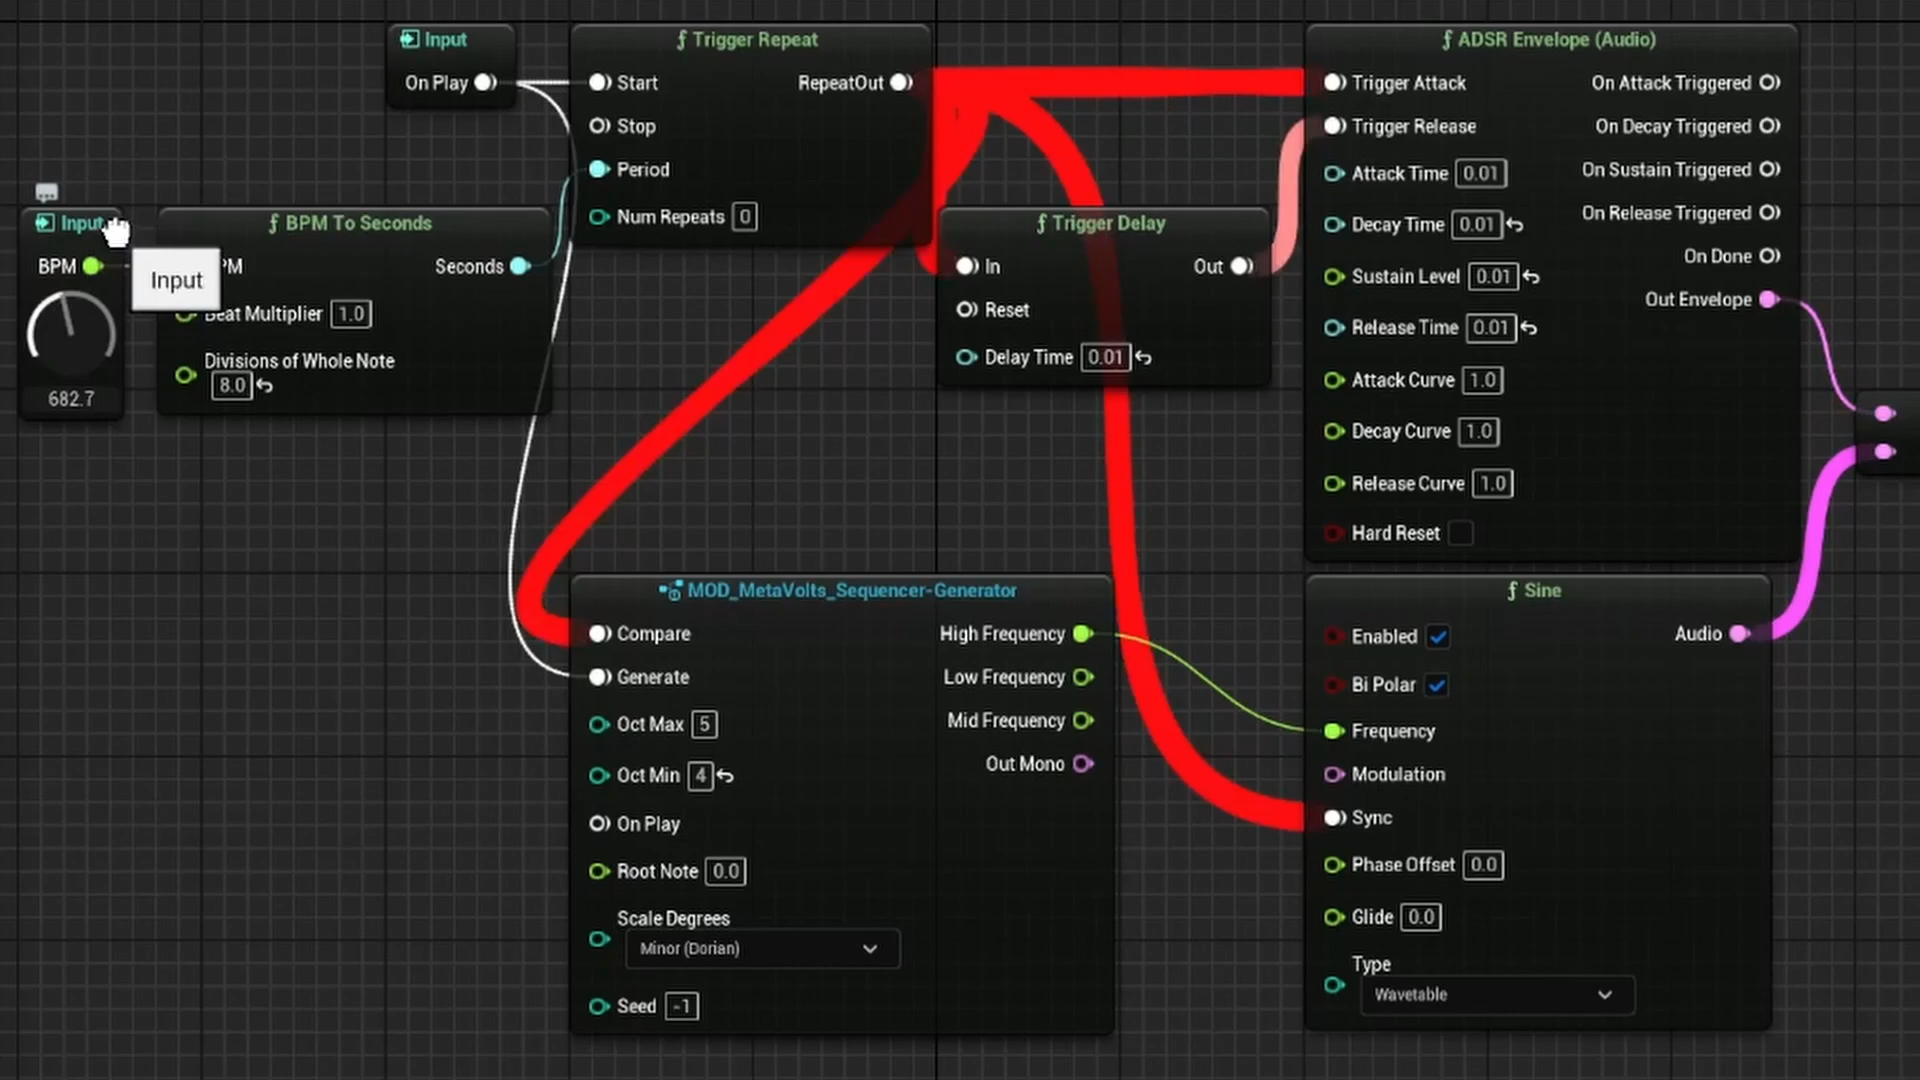 Input
On Play
Trigger Repeat
Start
RepeatOut
Stop
Period
Num Repeats 0
Input
BPM
682.7
Input
BPM To Seconds
PM
Seconds
Beat Multiplier 1.0
Divisions of Whole Note
8.0
Trigger Delay
In
Out
Reset
Delay Time 0.01
ADSR Envelope (Audio)
Trigger Attack
On Attack Triggered
Trigger Release
On Decay Triggered
Attack Time 0.01
On Sustain Triggered
Decay Time 0.01
On Release Triggered
Sustain Level 0.01
On Done
Release Time 0.01
Out Envelope
Attack Curve 1.0
Decay Curve 1.0
Release Curve 1.0
Hard Reset
MOD_MetaVolts_Sequencer-Generator
Compare
High Frequency
Generate
Low Frequency
Oct Max 5
Mid Frequency
Oct Min 4
Out Mono
On Play
Root Note 0.0
Scale Degrees
Minor (Dorian)
Seed -1
Sine
Enabled
Audio
Bi Polar
Frequency
Modulation
Sync
Phase Offset 0.0
Glide 0.0
Type
Wavetable